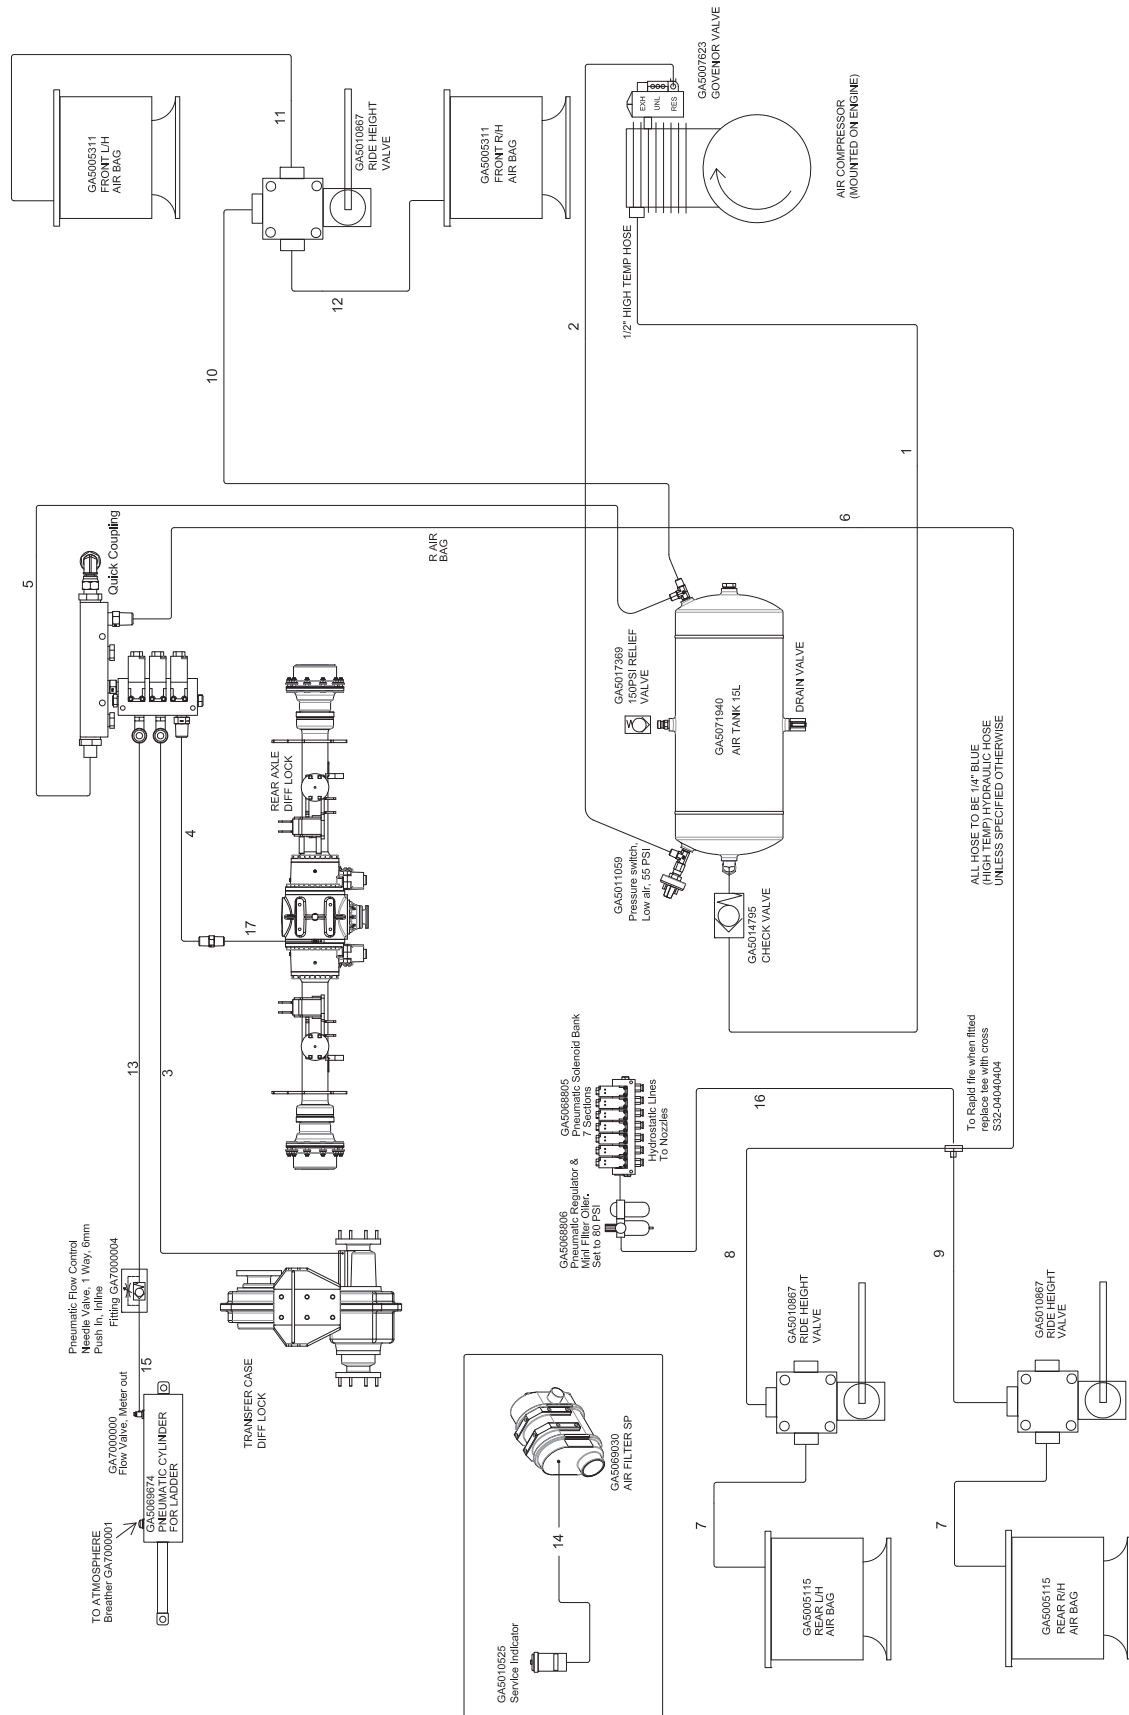 GA5005311
FRONT L/H
AIR BAG
11
GA5010867
RIDE HEIGHT
VALVE
GA5005311
FRONT R/H
AIR BAG
12
10
2
GA5007623
GOVENOR VALVE
EXH
UNL
RES
AIR COMPRESSOR
(MOUNTED ON ENGINE)
1/2" HIGH TEMP HOSE
1
6
5
Quick Coupling
R AIR
BAG
GA5017369
150PSI RELIEF
VALVE
GA5071940
AIR TANK 15L
DRAIN VALVE
GA5011059
Pressure switch,
Low air, 55 PSI
GA5014795
CHECK VALVE
ALL HOSE TO BE 1/4" BLUE
(HIGH TEMP) HYDRAULIC HOSE
UNLESS SPECIFIED OTHERWISE
REAR AXLE
DIFF LOCK
4
17
13
3
Pneumatic Flow Control
Needle Valve, 1 Way, 6mm
Push In, Inline
Fitting GA7000004
15
GA7000000
Flow Valve, Meter out
GA5069674
PNEUMATIC CYLINDER
FOR LADDER
TO ATMOSPHERE
Breather GA7000001
TRANSFER CASE
DIFF LOCK
GA5068805
Pneumatic Solenoid Bank
7 Sections
Hydrostatic Lines
To Nozzles
GA5068806
Pneumatic Regulator &
Mini Filter Oiler.
Set to 80 PSI
16
To Rapid fire when fitted
replace tee with cross
S32-04040404
8
9
GA5010867
RIDE HEIGHT
VALVE
GA5010867
RIDE HEIGHT
VALVE
7
7
GA5005115
REAR L/H
AIR BAG
GA5005115
REAR R/H
AIR BAG
GA5069030
AIR FILTER SP
14
GA5010525
Service Indicator